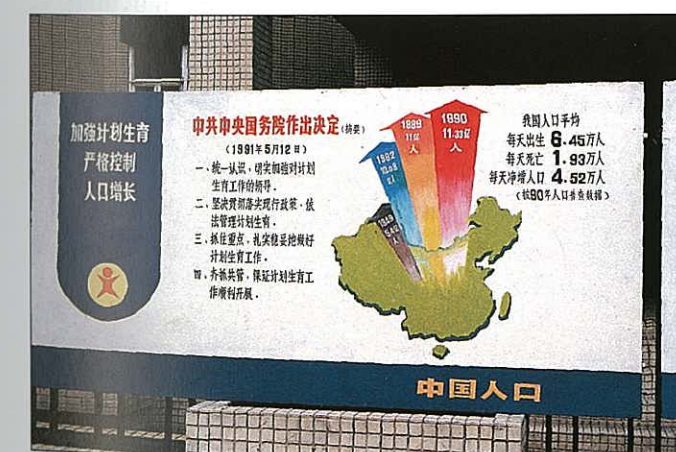 加强计划生育
严格控制
人口增长
中共中央国务院作出决定(摘要)
(1991年5月12日)
一、统一认识，切实加强对计划
生育工作的领导．
二、坚决贯彻落实现行政策，依
法管理计划生育．
三、抓住重点，扎实稳妥地做好
计划生育工作．
四、齐抓共管，保证计划生育工
作顺利开展．
1949
人
1982
人
1989
11亿
人
1990
11.33亿
人
我国人口平均
每天出生 6.45万人
每天死亡 1.93万人
每天净增人口 4.52万人
(按90年人口普查数据)
中国人口